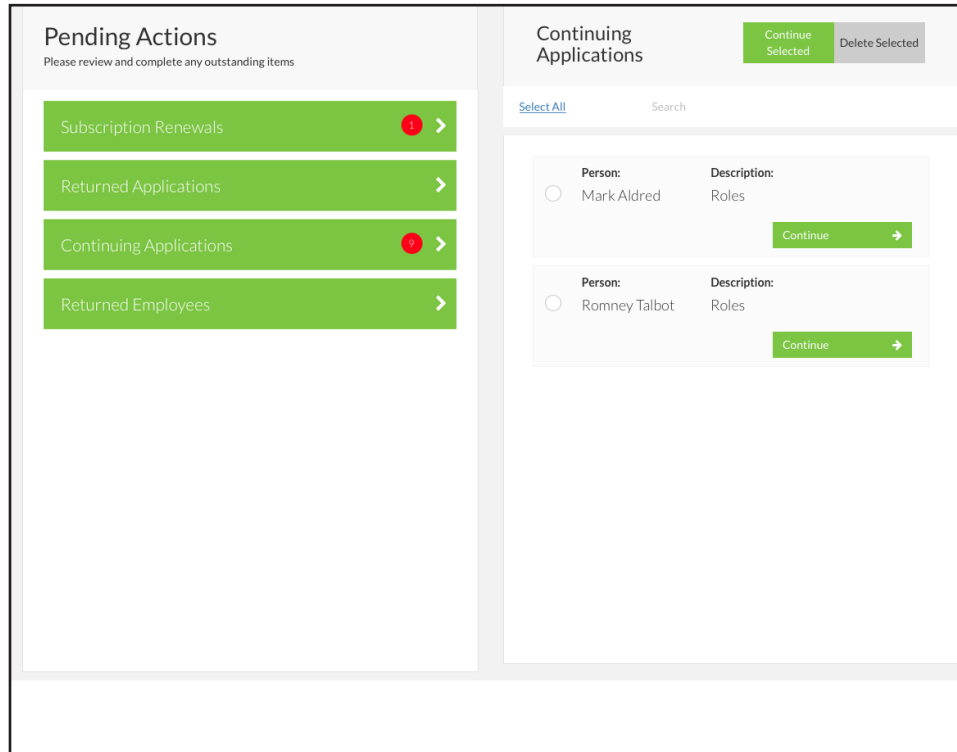 Pending Actions
Please review and complete any outstanding items
Subscription Renewals 1
Returned Applications
Continuing Applications 9
Returned Employees
Continuing
Applications
Continue
Selected
Delete Selected
Select All Search
Person: Description:
Mark Aldred Roles
Continue
Person: Description:
Romney Talbot Roles
Continue